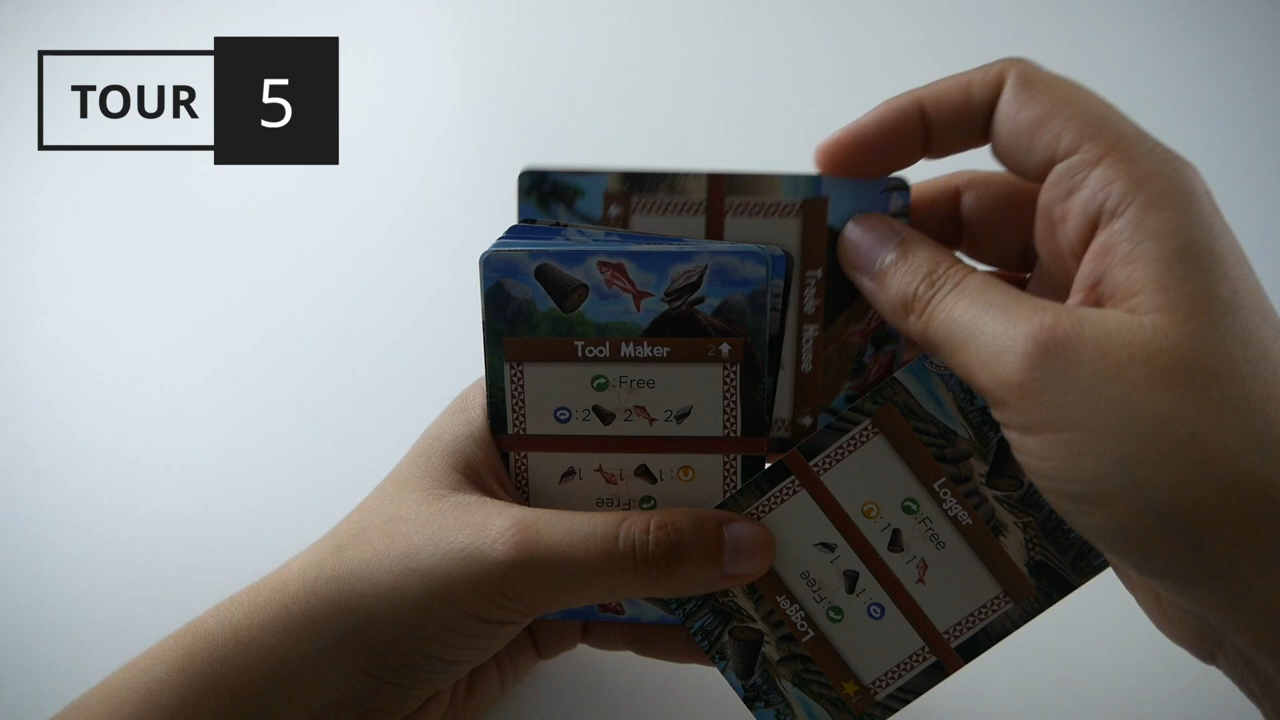 TOUR 5
Trade House
Tool Maker 2
:Free
:2 2 2
1 1 1:
:Free
Logger
:Free
:1 1
1 1:
:Free
Logger